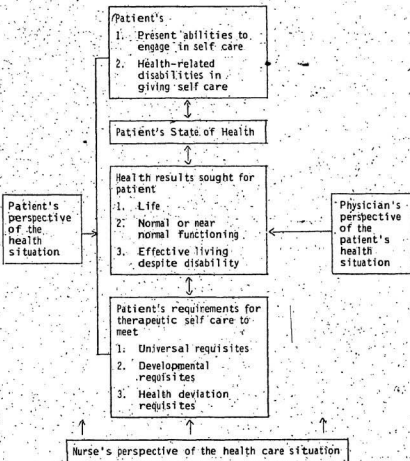 Patient's
1. Present abilities to
engage in self care
2. Health-related
disabilities in
giving self care
Patient's State of Health
Health results sought for
patient
1. Life
2. Normal or near
normal functioning
3. Effective living
despite disability
Patient's
perspective
of the
health
situation
Physician's
perspective
of the
patient's
health
situation
Patient's requirements for
therapeutic self care to
meet
1. Universal requisites
2. Developmental
requisites
3. Health deviation
requisites
Nurse's perspective of the health care situation